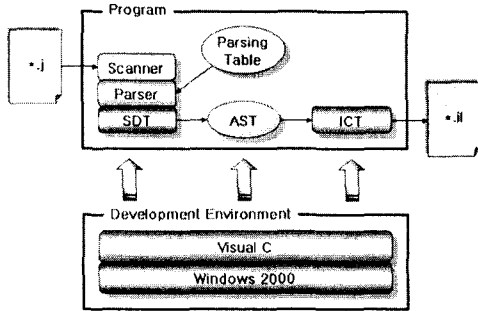 Program
*.j
Scanner
Parser
SDT
Parsing
Table
AST
ICT
*.il
Development Environment
Visual C
Windows 2000